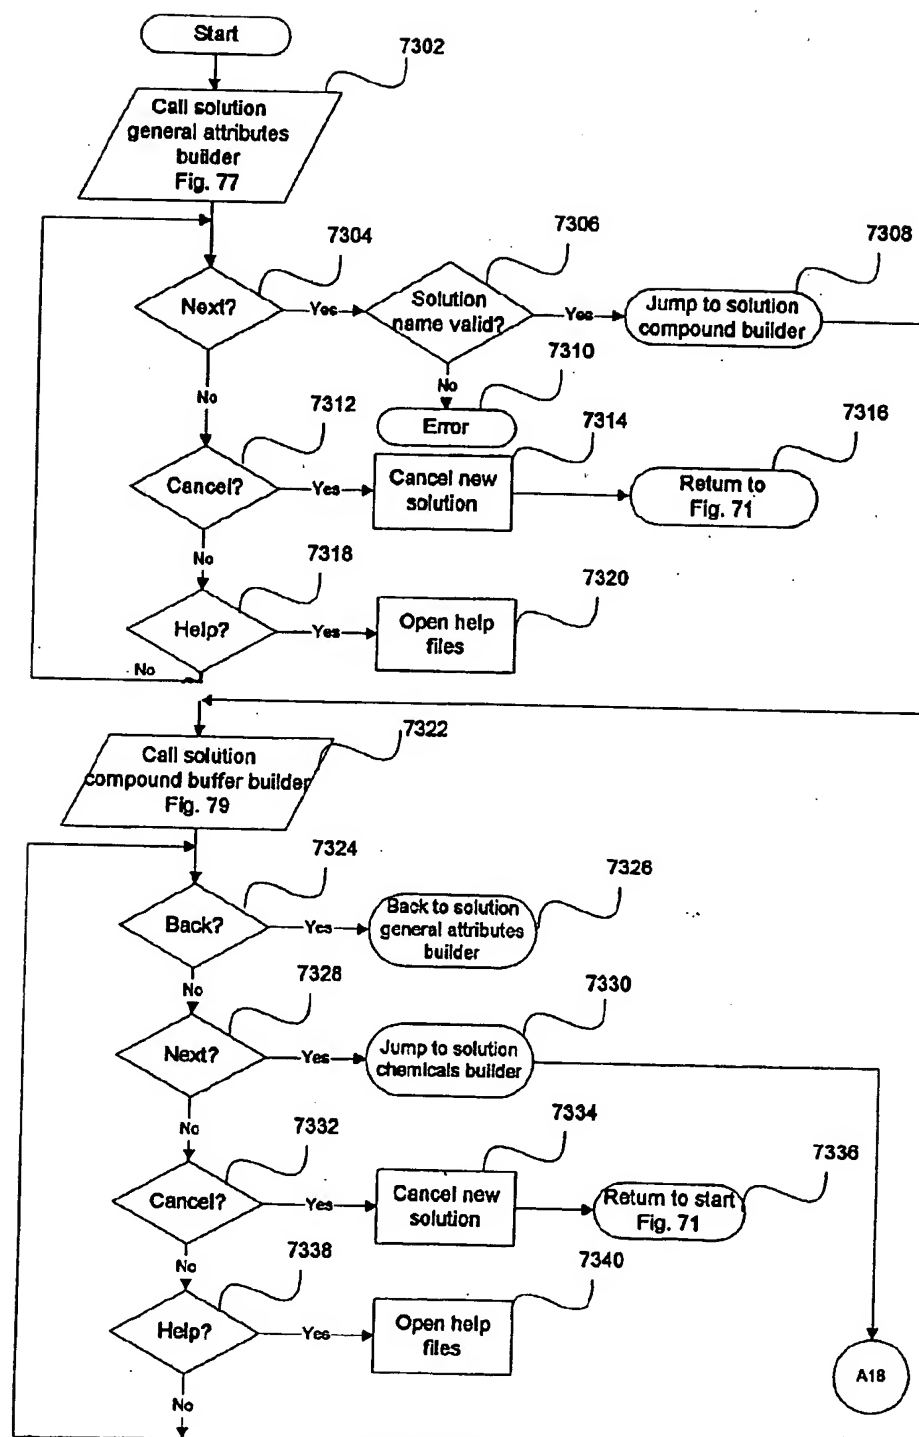 Start
7302
Call solution
general attributes
builder
Fig. 77
7304
7306
7308
Next?
Yes
Solution
name valid?
Yes
Jump to solution
compound builder
No
No
7310
Error
7312
7314
7316
Cancel?
Yes
Cancel new
solution
Return to
Fig. 71
No
7318
7320
Help?
Yes
Open help
files
No
7322
Call solution
compound buffer builder
Fig. 79
7324
7326
Back?
Yes
Back to solution
general attributes
builder
No
7328
7330
Next?
Yes
Jump to solution
chemicals builder
No
7332
7334
7336
Cancel?
Yes
Cancel new
solution
Return to start
Fig. 71
No
7338
7340
Help?
Yes
Open help
files
A18
No